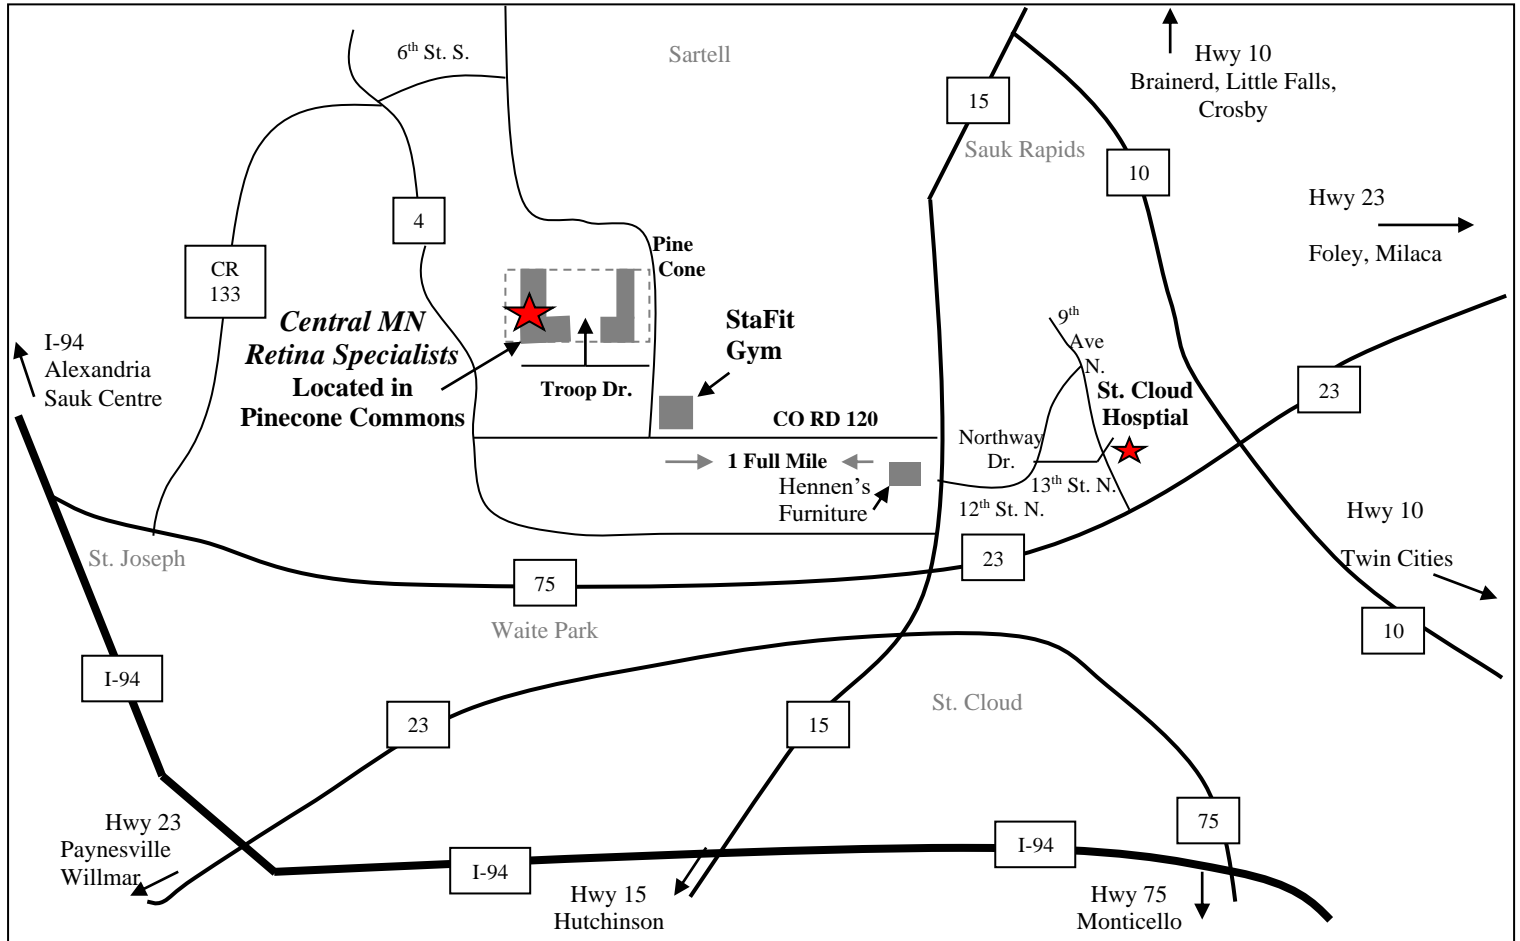 6th St. S.
Sartell
Hwy 10
Brainerd, Little Falls,
Crosby
15
Sauk Rapids
10
Hwy 23
Foley, Milaca
4
CR
133
Pine
Cone
Central MN
Retina Specialists
Located in
Pinecone Commons
StaFit
Gym
Troop Dr.
I-94
Alexandria
Sauk Centre
9th
Ave
N.
St. Cloud
Hosptial
23
CO RD 120
1 Full Mile
Northway
Dr.
Hennen's
Furniture
13th St. N.
12th St. N.
Hwy 10
Twin Cities
St. Joseph
75
23
Waite Park
10
I-94
23
15
St. Cloud
Hwy 23
Paynesville
Willmar
75
I-94
I-94
Hwy 15
Hutchinson
Hwy 75
Monticello